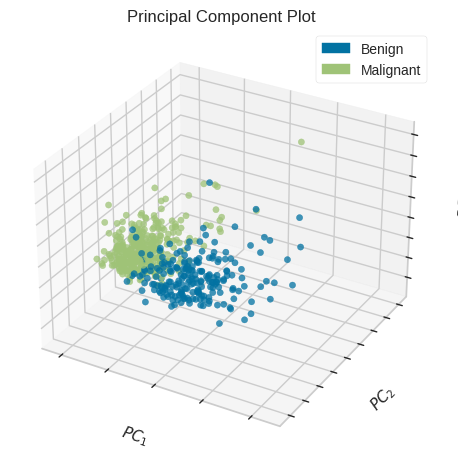 Principal Component Plot
Benign
Malignant
PC₁
PC₂